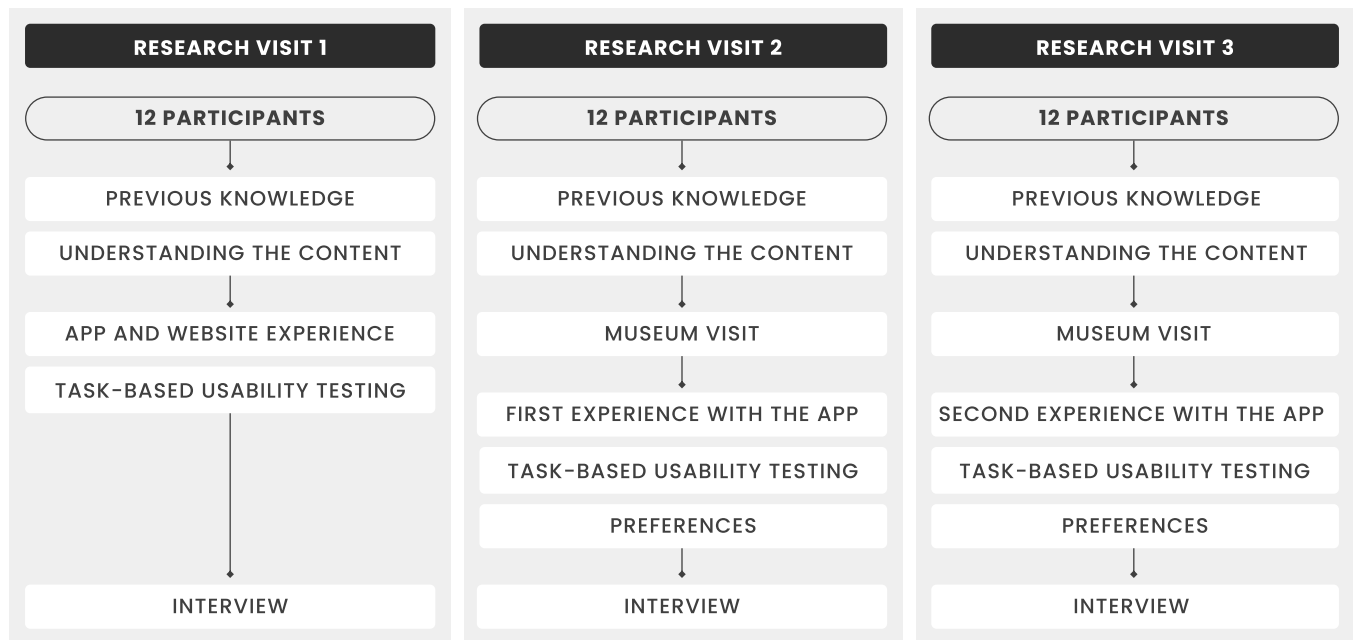 RESEARCH VISIT 1
12 PARTICIPANTS
PREVIOUS KNOWLEDGE
UNDERSTANDING THE CONTENT
APP AND WEBSITE EXPERIENCE
TASK-BASED USABILITY TESTING
INTERVIEW
RESEARCH VISIT 2
12 PARTICIPANTS
PREVIOUS KNOWLEDGE
UNDERSTANDING THE CONTENT
MUSEUM VISIT
FIRST EXPERIENCE WITH THE APP
TASK-BASED USABILITY TESTING
PREFERENCES
INTERVIEW
RESEARCH VISIT 3
12 PARTICIPANTS
PREVIOUS KNOWLEDGE
UNDERSTANDING THE CONTENT
MUSEUM VISIT
SECOND EXPERIENCE WITH THE APP
TASK-BASED USABILITY TESTING
PREFERENCES
INTERVIEW